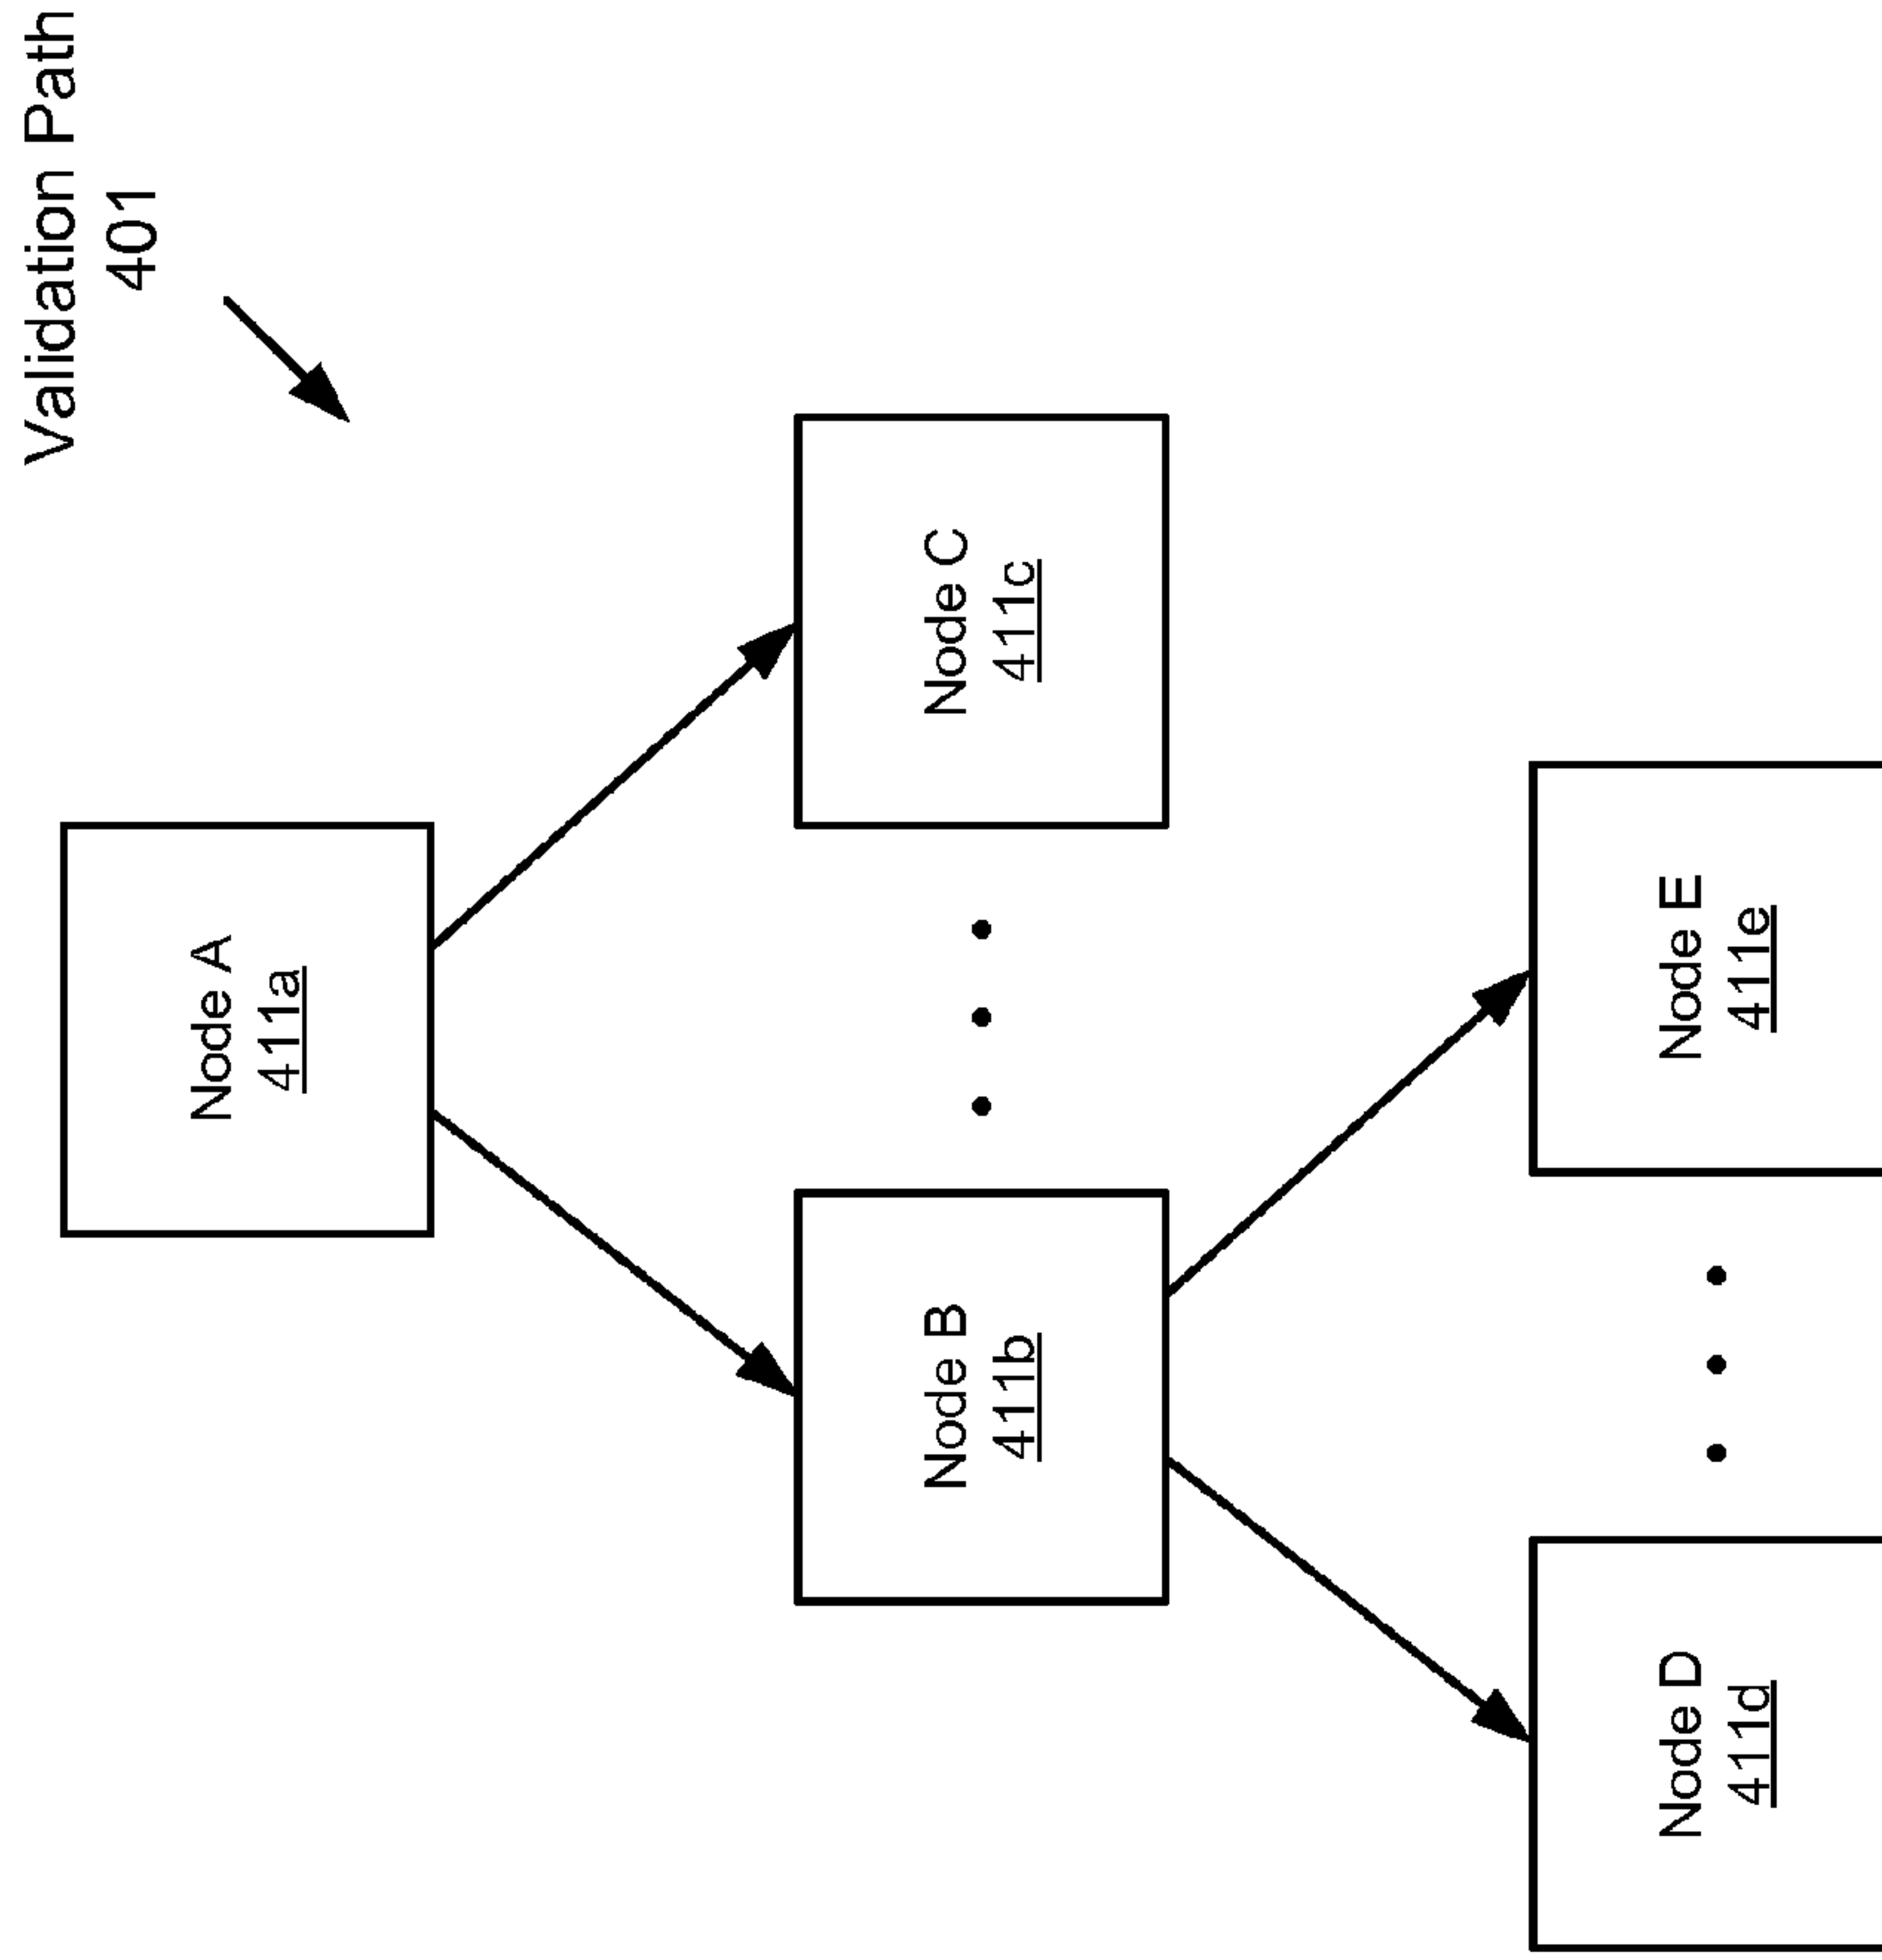 Validation Path
401
Node A
411a
Node B
411b
Node C
411c
Node D
411d
Node E
411e